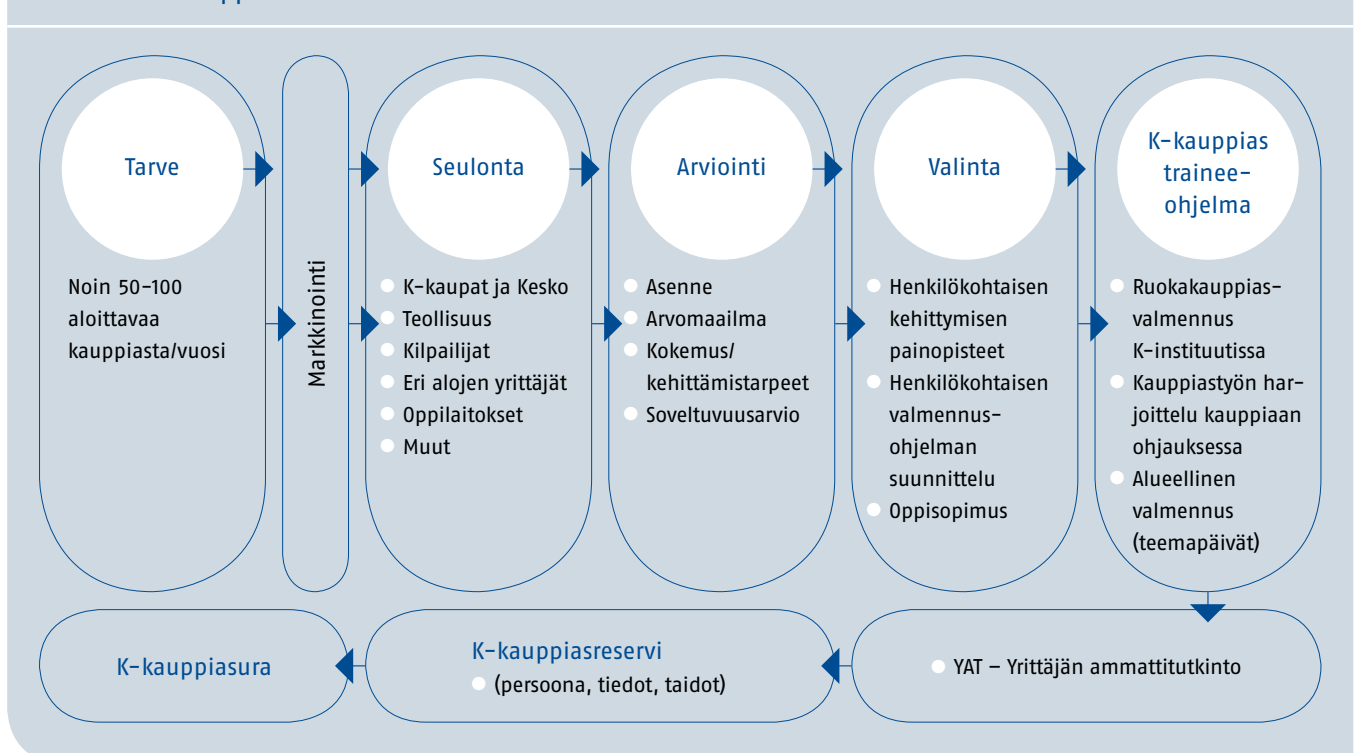 Tarve
Noin 50–100
aloittavaa
kauppiasta/vuosi
Markkinointi
Seulonta
K-kaupat ja Kesko
Teollisuus
Kilpailijat
Eri alojen yrittäjät
Oppilaitokset
Muut
Arviointi
Asenne
Arvomaailma
Kokemus/
kehittämistarpeet
Soveltuvuusarvio
Valinta
Henkilökohtaisen
kehittymisen
painopisteet
Henkilökohtaisen
valmennus-
ohjelman
suunnittelu
Oppisopimus
K-kauppias
trainee-
ohjelma
Ruokakauppias-
valmennus
K-instituutissa
Kauppiastyön har-
joittelu kauppiaan
ohjauksessa
Alueellinen
valmennus
(teemapäivät)
K-kauppiasura
K-kauppiasreservi
(persoona, tiedot, taidot)
YAT – Yrittäjän ammattitutkinto